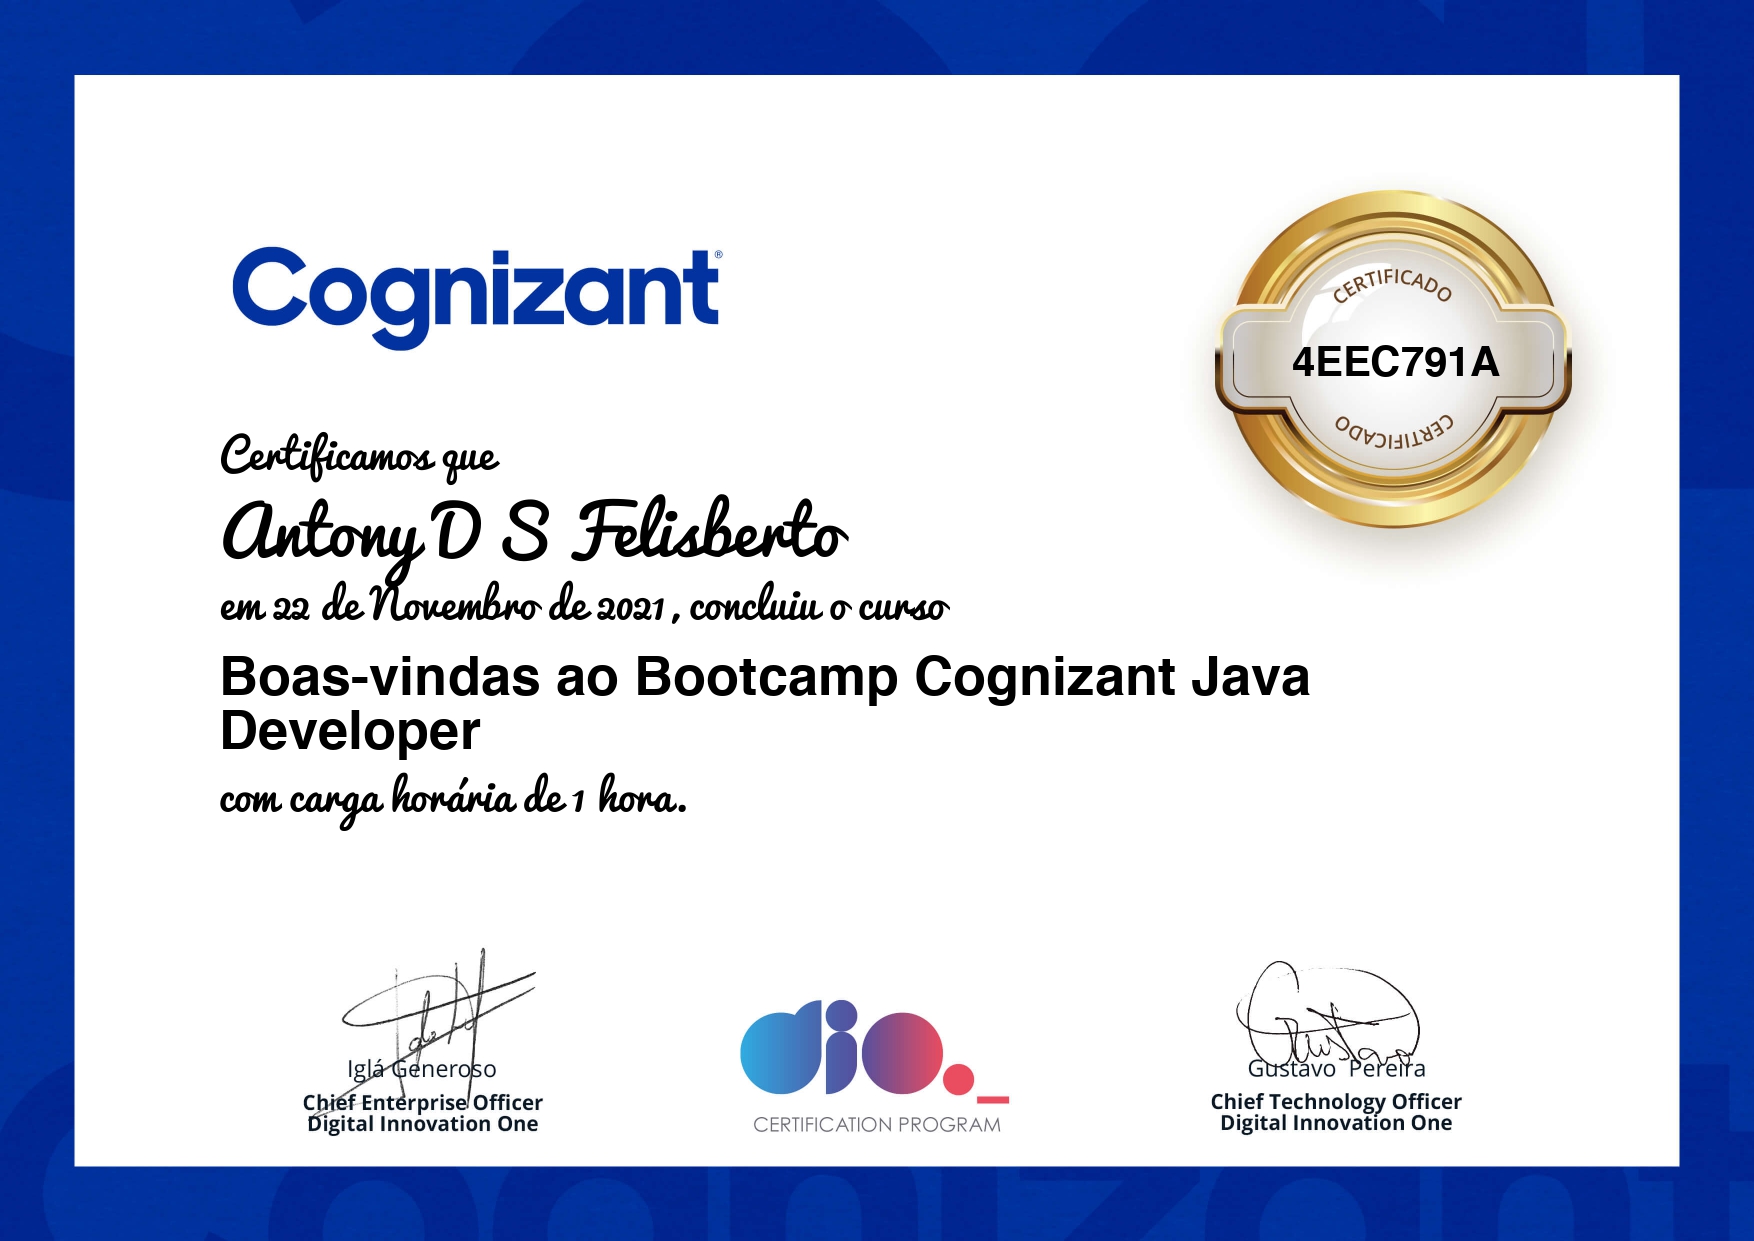 Cognizant®
CERTIFICADO
4EEC791A
CERTIFICADO
Certificamos que
Antony D S Felisberto
em 22 de Novembro de 2021, concluiu o curso
Boas-vindas ao Bootcamp Cognizant Java
Developer
com carga horária de 1 hora.
Iglá Generoso
Chief Enterprise Officer
Digital Innovation One
dio._
CERTIFICATION PROGRAM
Gustavo
Gustavo Pereira
Chief Technology Officer
Digital Innovation One
Cognizant